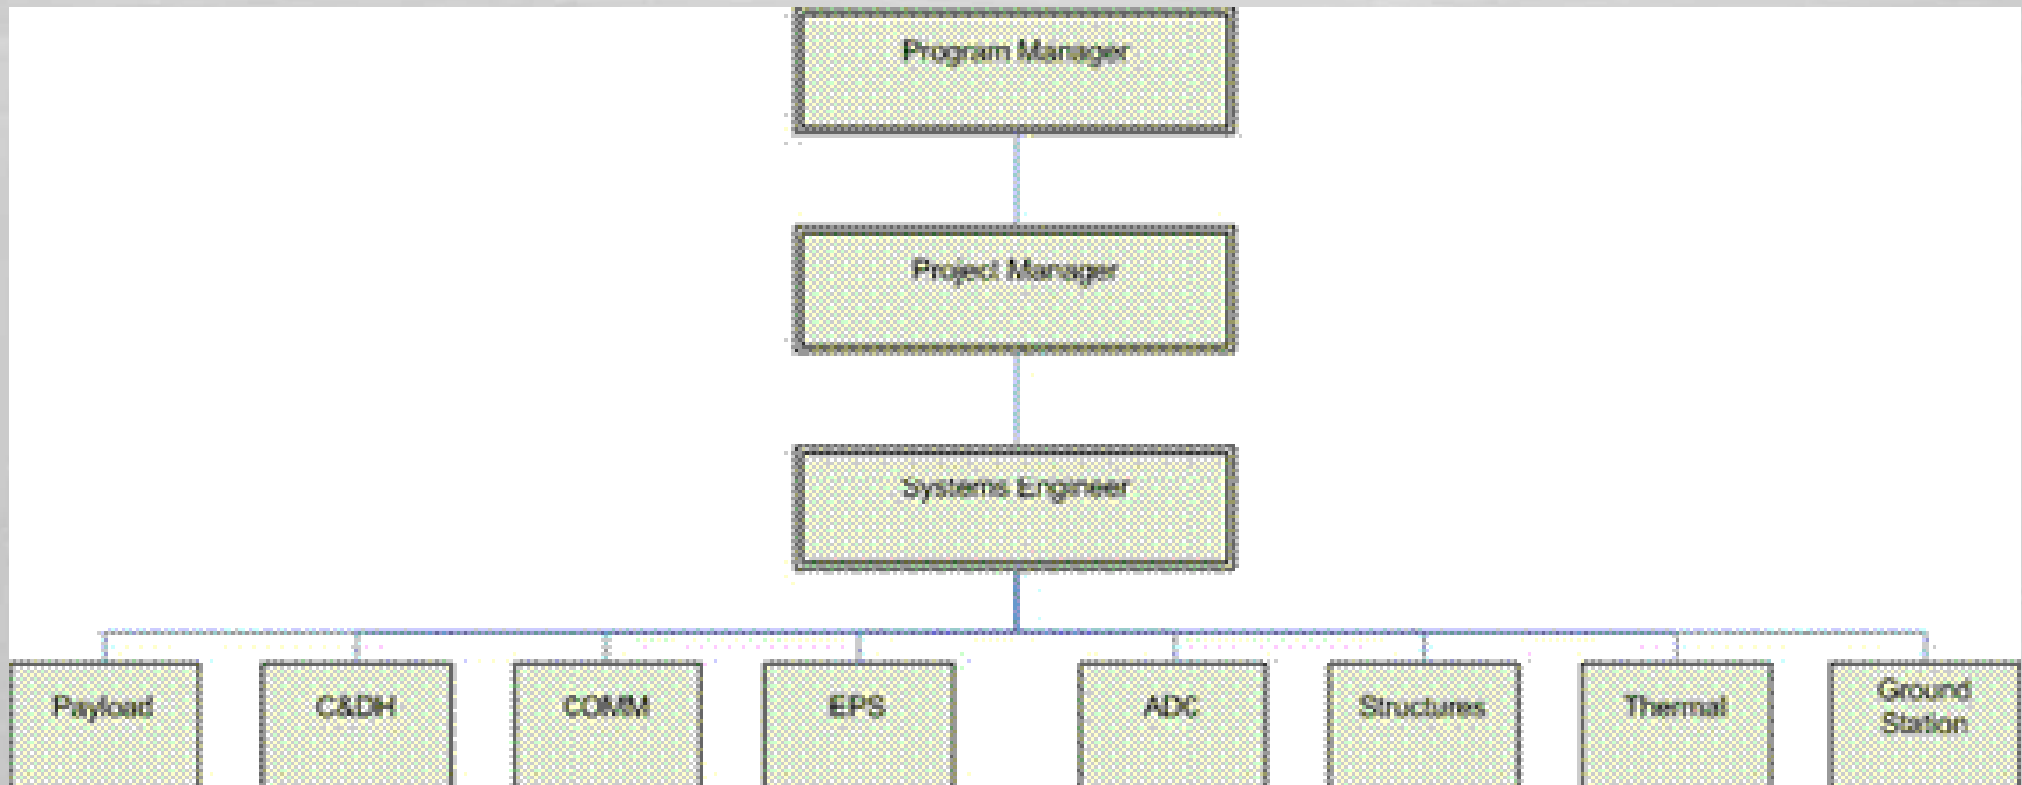 Program Manager
Project Manager
Systems Engineer
Payload
C&DH
COMM
EPS
ADC
Structures
Thermal
Ground
Station